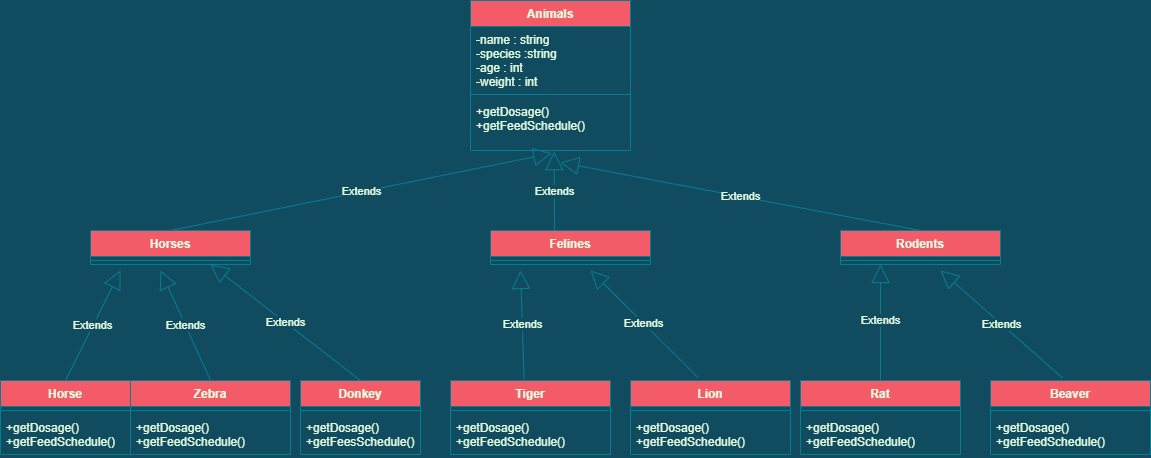 Animals
-name : string
-species :string
-age : int
-weight : int
+getDosage()
+getFeedSchedule()
Extends
Extends
Extends
Horses
Felines
Rodents
Extends
Extends
Extends
Extends
Extends
Extends
Extends
Horse
+getDosage()
+getFeedSchedule()
Zebra
+getDosage()
+getFeedSchedule()
Donkey
+getDosage()
+getFeesSchedule()
Tiger
+getDosage()
+getFeedSchedule()
Lion
+getDosage()
+getFeedSchedule()
Rat
+getDosage()
+getFeedSchedule()
Beaver
+getDosage()
+getFeedSchedule()